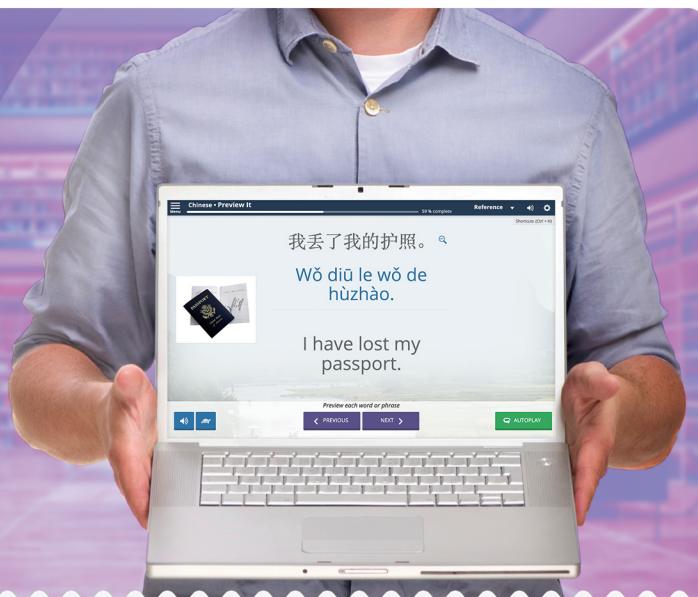 Chinese • Preview It
Menu
59% complete
Reference
Shortcuts (Ctrl + K)
我丢了我的护照。
Wǒ diū le wǒ de
hùzhào.
PASSPORT
I have lost my
passport.
Preview each word or phrase
PREVIOUS
NEXT
AUTOPLAY